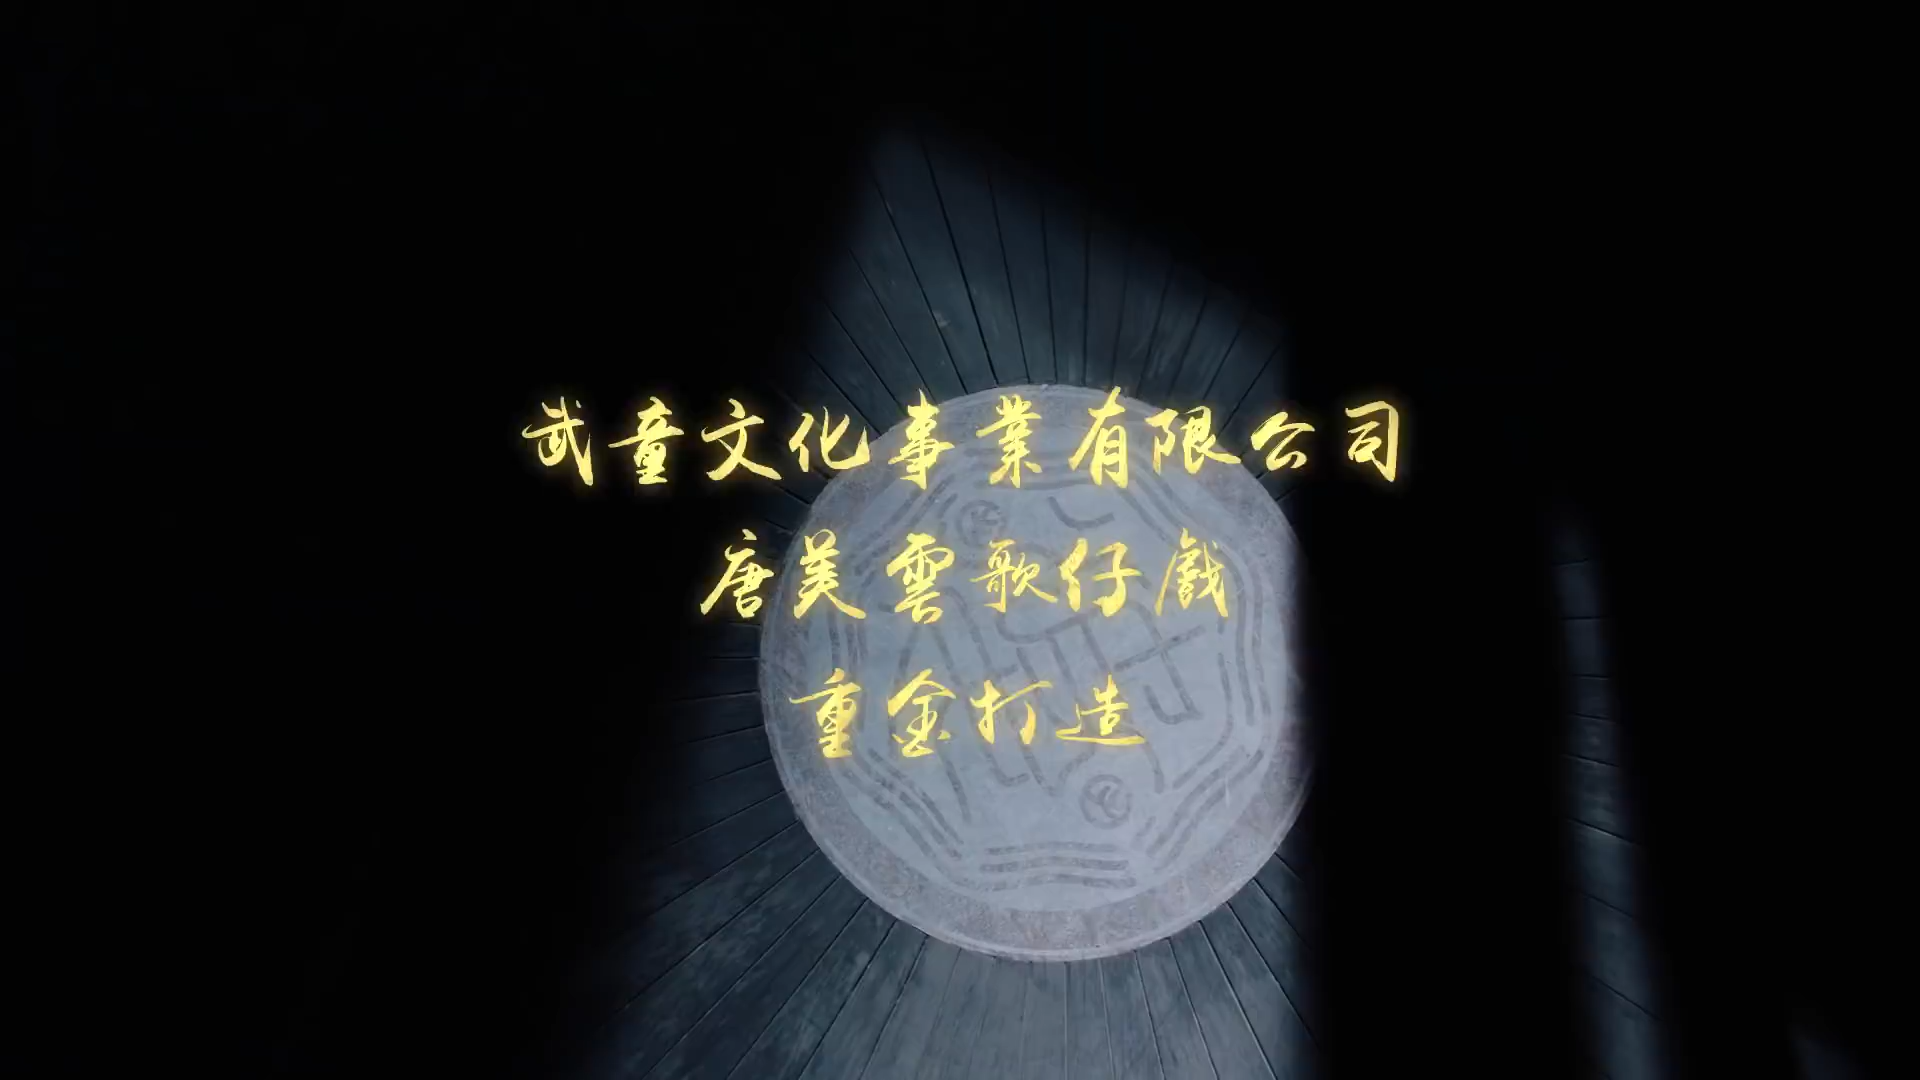 武童文化事業有限公司
唐美雲歌仔戲
重金打造